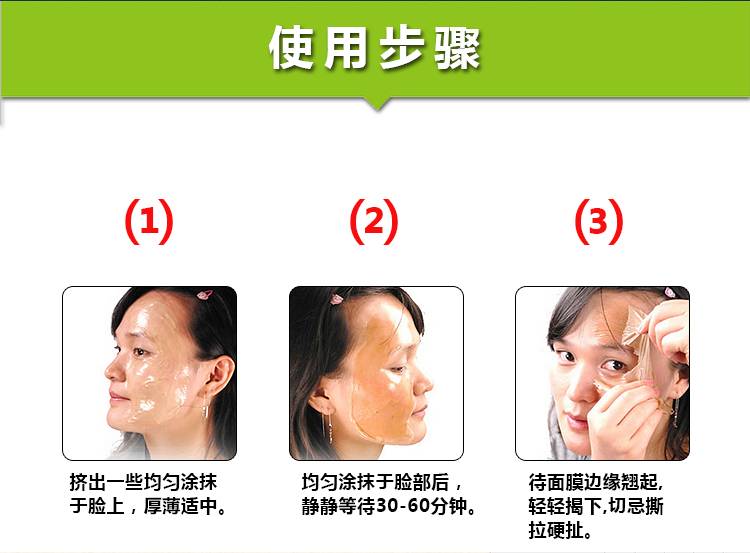 使用步骤
(1)
(2)
(3)
挤出一些均匀涂抹
于脸上，厚薄适中。
均匀涂抹于脸部后，
静静等待30-60分钟。
待面膜边缘翘起,
轻轻揭下,切忌撕
拉硬扯。